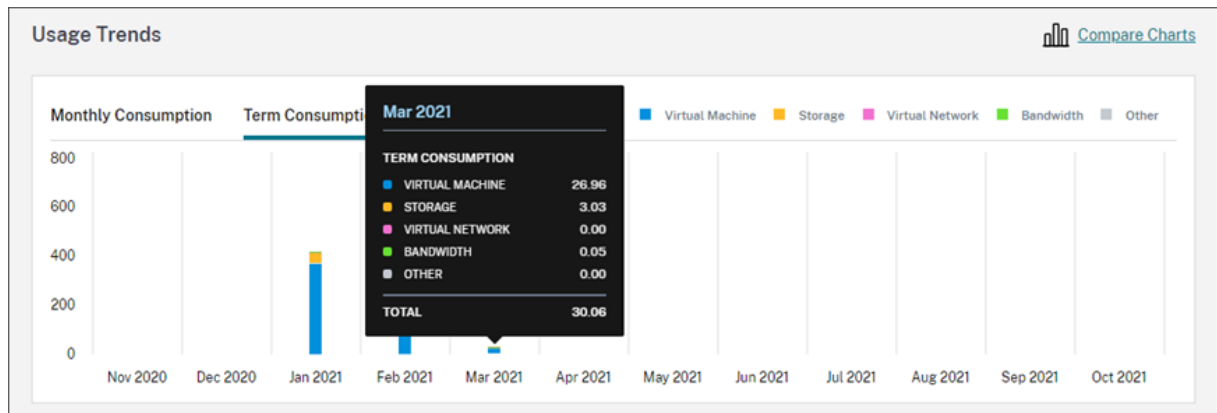 Usage Trends
Compare Charts
Monthly Consumption
Term Consumpti
Virtual Machine
Storage
Virtual Network
Bandwidth
Other
Mar 2021
TERM CONSUMPTION
VIRTUAL MACHINE 26.96
STORAGE 3.03
VIRTUAL NETWORK 0.00
BANDWIDTH 0.05
OTHER 0.00
TOTAL 30.06
800
600
400
200
0
Nov 2020 Dec 2020 Jan 2021 Feb 2021 Mar 2021 Apr 2021 May 2021 Jun 2021 Jul 2021 Aug 2021 Sep 2021 Oct 2021